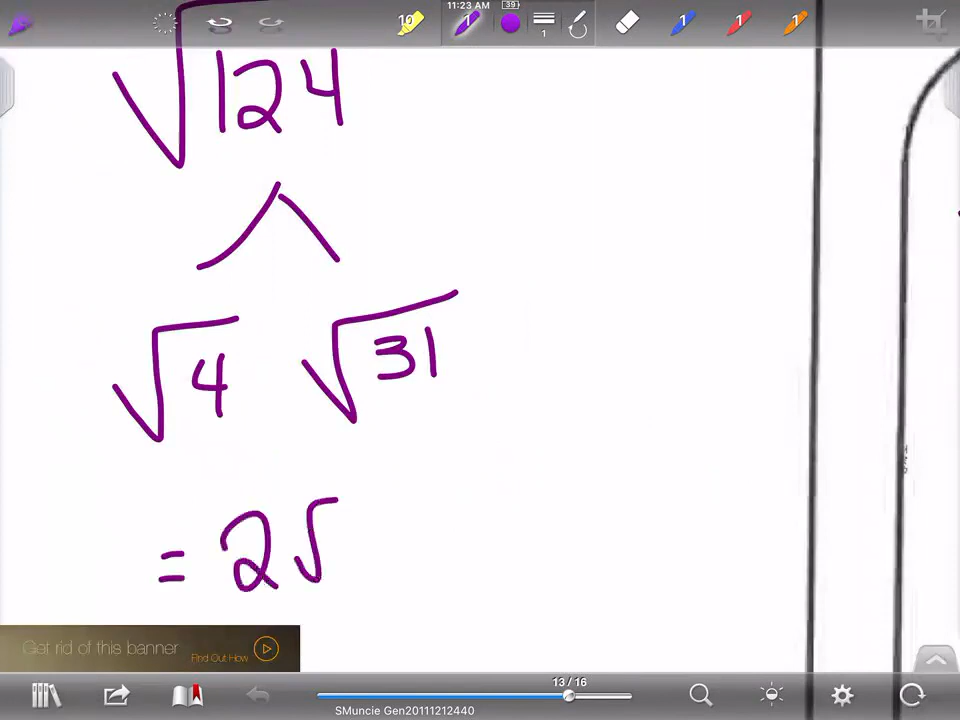 11:23 AM 39
10 1 1 1 1 1
√124
√4 √31
= 2√
Get rid of this banner
Find Out How
13 / 16
SMuncie Gen20111212440